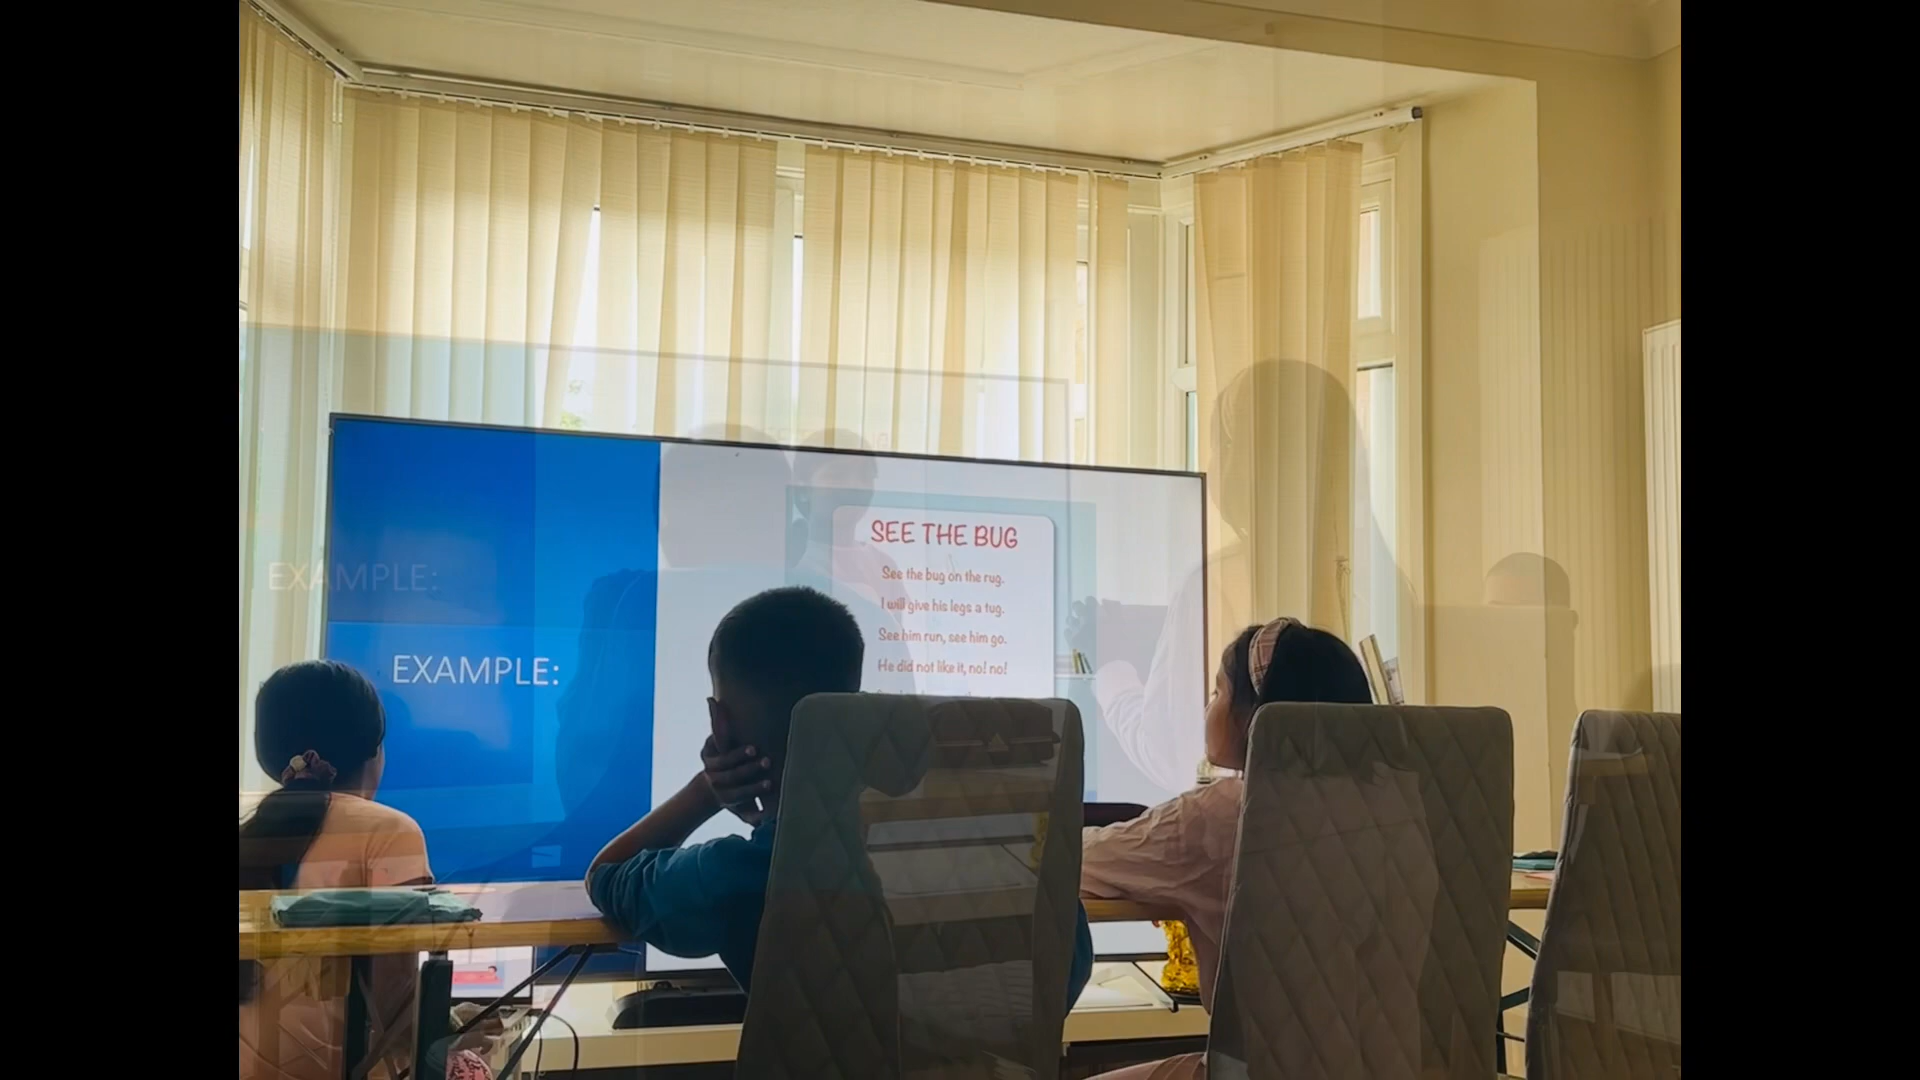 EXAMPLE:
EXAMPLE:
SEE THE BUG
See the bug on the rug.
I will give his legs a tug.
See him run, see him go.
He did not like it, no! no!